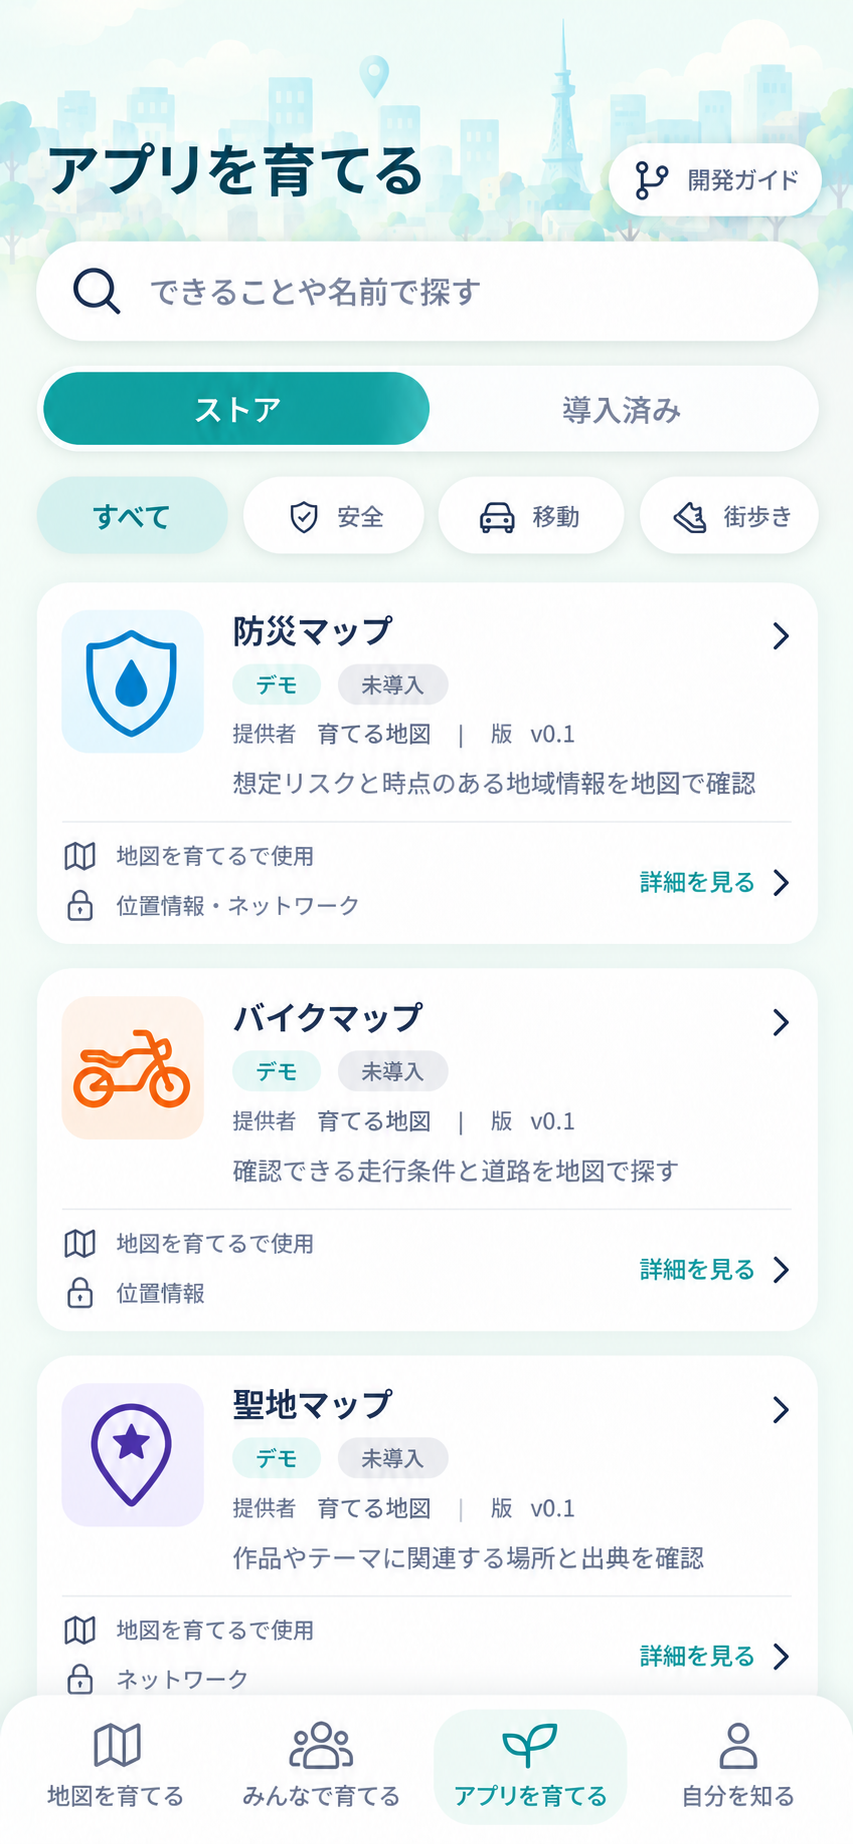 アプリを育てる
開発ガイド
できることや名前で探す
ストア
導入済み
すべて
安全
移動
街歩き
防災マップ
デモ
未導入
提供者 育てる地図 | 版 v0.1
想定リスクと時点のある地域情報を地図で確認
地図を育てるで使用
位置情報・ネットワーク
詳細を見る
バイクマップ
デモ
未導入
提供者 育てる地図 | 版 v0.1
確認できる走行条件と道路を地図で探す
地図を育てるで使用
位置情報
詳細を見る
聖地マップ
デモ
未導入
提供者 育てる地図 | 版 v0.1
作品やテーマに関連する場所と出典を確認
地図を育てるで使用
ネットワーク
詳細を見る
地図を育てる
みんなで育てる
アプリを育てる
自分を知る